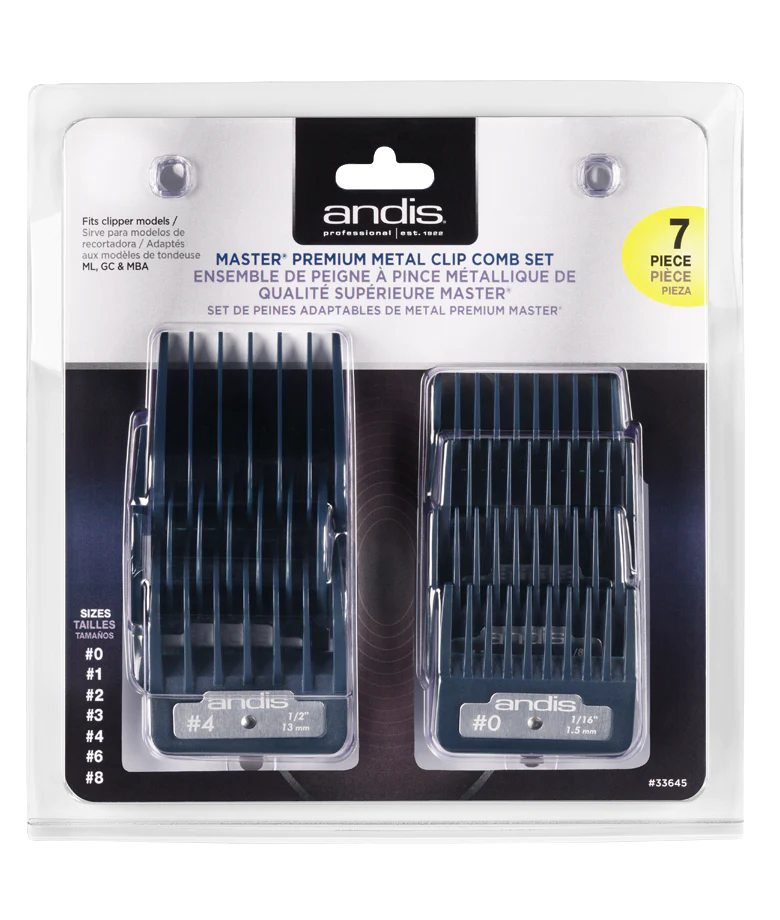 andis®
professional | est. 1922
Fits clipper models /
Sirve para modelos de
recortadora / Adaptés
aux modèles de tondeuse
ML, GC & MBA
7
PIECE
PIÈCE
PIEZA
MASTER® PREMIUM METAL CLIP COMB SET
ENSEMBLE DE PEIGNE À PINCE MÉTALLIQUE DE
QUALITÉ SUPÉRIEURE MASTER®
SET DE PEINES ADAPTABLES DE METAL PREMIUM MASTER®
SIZES
TAILLES
TAMAÑOS
#0
#1
#2
#3
#4
#6
#8
andis
#4
1/2"
13 mm
andis
andis
#0
1/16"
1.5 mm
#33645